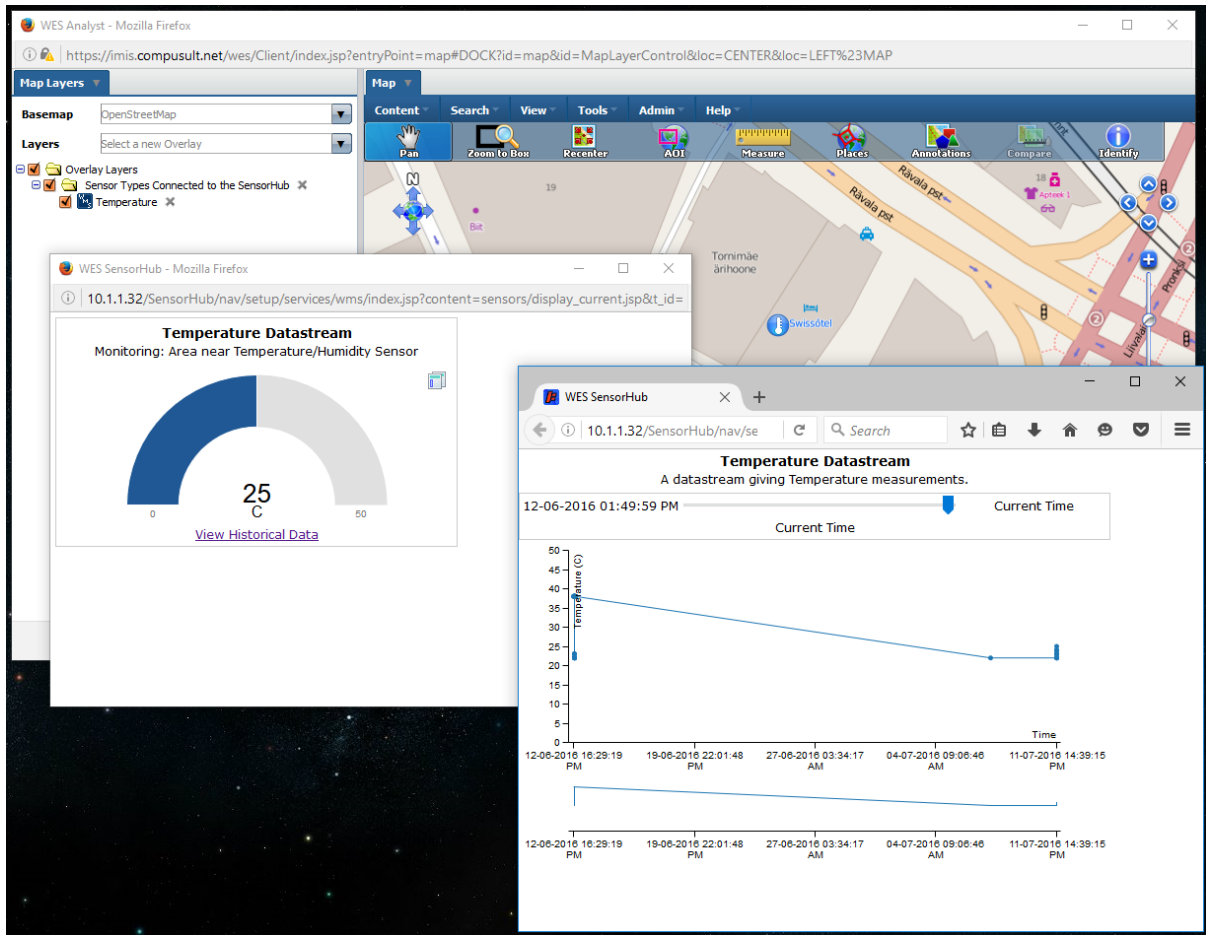 WES Analyst - Mozilla Firefox
https://imis.compusult.net/wes/Client/index.jsp?entryPoint=map#DOCK?id=map&id=MapLayerControl&loc=CENTER&loc=LEFT%23MAP
Map Layers
Basemap OpenStreetMap
Layers Select a new Overlay
Overlay Layers
Sensor Types Connected to the SensorHub
Temperature
Map
Content Search View Tools Admin Help
Pan Zoom to Box Recenter AOI Measure Places Annotations Compare Identify
N
19
Biit
Rävala pst
Rävala pst
18
Apteek 1
Tornimäe
ärihoone
Swissôtel
2
2
Pronksi
Liivalaia
WES SensorHub - Mozilla Firefox
10.1.1.32/SensorHub/nav/setup/services/wms/index.jsp?content=sensors/display_current.jsp&t_id=
Temperature Datastream
Monitoring: Area near Temperature/Humidity Sensor
25
C
0 50
View Historical Data
WES SensorHub
10.1.1.32/SensorHub/nav/se
Search
Temperature Datastream
A datastream giving Temperature measurements.
12-06-2016 01:49:59 PM Current Time
Current Time
50
45
40
35
30
25
20
15
10
5
0
Temperature (C)
Time
12-06-2016 16:29:19 PM
19-06-2016 22:01:48 PM
27-06-2016 03:34:17 AM
04-07-2016 09:06:46 AM
11-07-2016 14:39:15 PM
12-06-2016 16:29:19 PM
19-06-2016 22:01:48 PM
27-06-2016 03:34:17 AM
04-07-2016 09:06:46 AM
11-07-2016 14:39:15 PM